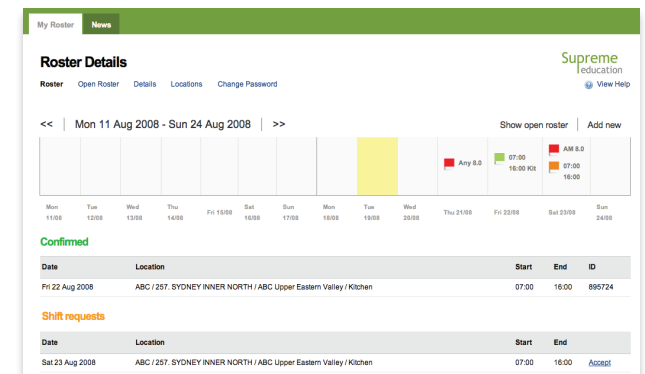 My Roster News
Roster Details
Supreme
education
Roster Open Roster Details Locations Change Password
View Help
<< Mon 11 Aug 2008 - Sun 24 Aug 2008 >> Show open roster Add new
Any 8.0
07:00
16:00 Kit
AM 8.0
07:00
16:00
Mon
11/08
Tue
12/08
Wed
13/08
Thu
14/08
Fri 15/08
Sat
16/08
Sun
17/08
Mon
18/08
Tue
19/08
Wed
20/08
Thu 21/08
Fri 22/08
Sat 23/08
Sun
24/08
Confirmed
Date Location Start End ID
Fri 22 Aug 2008 ABC / 257. SYDNEY INNER NORTH / ABC Upper Eastern Valley / Kitchen 07:00 16:00 895724
Shift requests
Date Location Start End
Sat 23 Aug 2008 ABC / 257. SYDNEY INNER NORTH / ABC Upper Eastern Valley / Kitchen 07:00 16:00 Accept